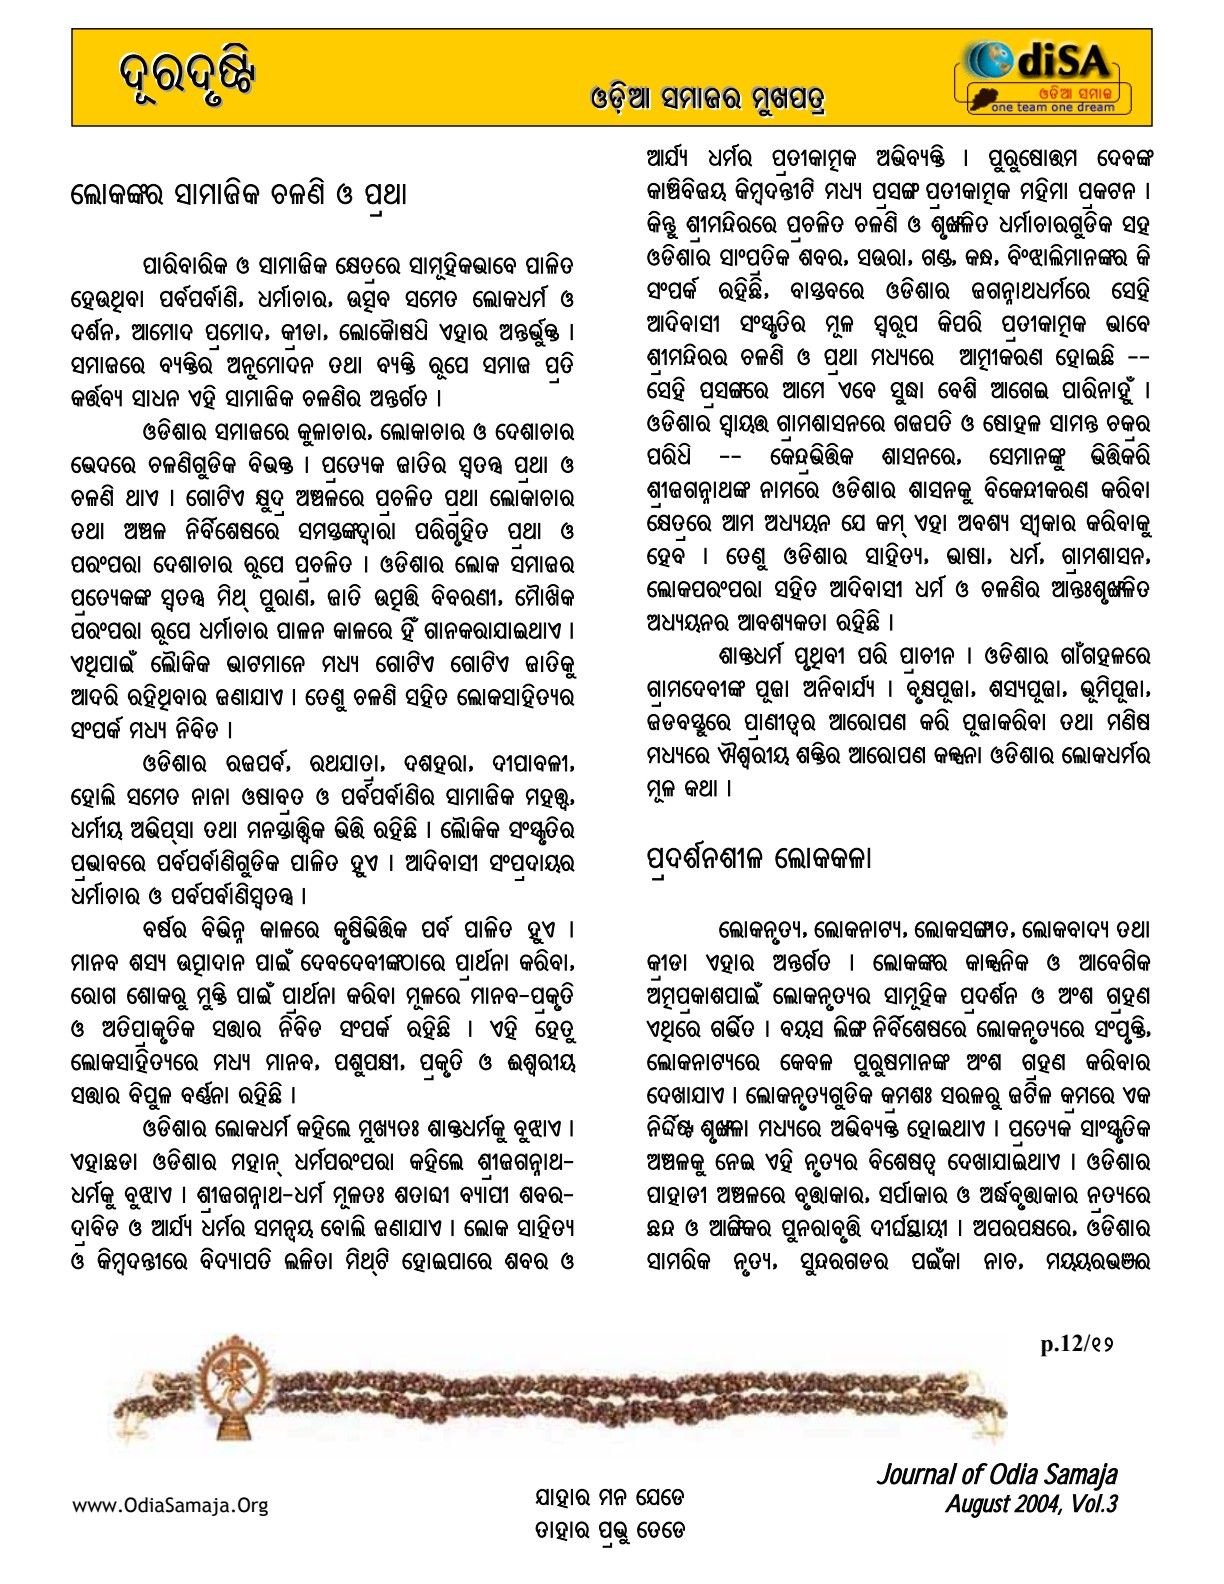 ଦୂରଦୃଷ୍ଟି
ଓଡ଼ିଆ ସମାଜର ମୁଖପତ୍ର
diSA
ଓଡିଆ ସମାଜ
one team one dream
ଲୋକଙ୍କର ସାମାଜିକ ଚଳଣି ଓ ପ୍ରଥା
ପାରିବାରିକ ଓ ସାମାଜିକ କ୍ଷେତ୍ରରେ ସାମୂହିକଭାବେ ପାଳିତ
ହେଉଥିବା ପର୍ବପର୍ବାଣି, ଧର୍ମାଚାର, ଉତ୍ସବ ସମେତ ଲୋକଧର୍ମ ଓ
ଦର୍ଶନ, ଆମୋଦ ପ୍ରମୋଦ, କ୍ରୀଡା, ଲୋକୌଷଧି ଏହାର ଅନ୍ତର୍ଭୁକ୍ତ ।
ସମାଜରେ ବ୍ୟକ୍ତିର ଅନୁମୋଦନ ତଥା ବ୍ୟକ୍ତି ରୂପେ ସମାଜ ପ୍ରତି
କର୍ତ୍ତବ୍ୟ ସାଧନ ଏହି ସାମାଜିକ ଚଳଣିର ଅନ୍ତର୍ଗତ ।
ଓଡିଶାର ସମାଜରେ କୁଳାଚାର, ଲୋକାଚାର ଓ ଦେଶାଚାର
ଭେଦରେ ଚଳଣିଗୁଡିକ ବିଭକ୍ତ । ପ୍ରତ୍ୟେକ ଜାତିର ସ୍ୱତନ୍ତ୍ର ପ୍ରଥା ଓ
ଚଳଣି ଥାଏ । ଗୋଟିଏ କ୍ଷୁଦ୍ର ଅଞ୍ଚଳରେ ପ୍ରଚଳିତ ପ୍ରଥା ଲୋକାଚାର
ତଥା ଅଞ୍ଚଳ ନିର୍ବିଶେଷରେ ସମସ୍ତଙ୍କଦ୍ୱାରା ପରିଗୃହିତ ପ୍ରଥା ଓ
ପରଂପରା ଦେଶାଚାର ରୂପେ ପ୍ରଚଳିତ । ଓଡିଶାର ଲୋକ ସମାଜର
ପ୍ରତ୍ୟେକଙ୍କ ସ୍ୱତନ୍ତ୍ର ମିଥ୍ ପୁରାଣ, ଜାତି ଉତ୍ପତ୍ତି ବିବରଣୀ, ମୌଖିକ
ପରଂପରା ରୂପେ ଧର୍ମାଚାର ପାଳନ କାଳରେ ହିଁ ଗାନକରାଯାଇଥାଏ ।
ଏଥିପାଇଁ ଲୌକିକ ଭାଟମାନେ ମଧ୍ୟ ଗୋଟିଏ ଗୋଟିଏ ଜାତିକୁ
ଆଦରି ରହିଥିବାର ଜଣାଯାଏ । ତେଣୁ ଚଳଣି ସହିତ ଲୋକସାହିତ୍ୟର
ସଂପର୍କ ମଧ୍ୟ ନିବିଡ ।
ଓଡିଶାର ରଜପର୍ବ, ରଥଯାତ୍ରା, ଦଶହରା, ଦୀପାବଳୀ,
ହୋଲି ସମେତ ନାନା ଓଷାବ୍ରତ ଓ ପର୍ବପର୍ବାଣିର ସାମାଜିକ ମହତ୍ତ୍ୱ,
ଧର୍ମୀୟ ଅଭିପ୍ସା ତଥା ମନସ୍ତାତ୍ତ୍ୱିକ ଭିତ୍ତି ରହିଛି । ଲୌକିକ ସଂସ୍କୃତିର
ପ୍ରଭାବରେ ପର୍ବପର୍ବାଣିଗୁଡିକ ପାଳିତ ହୁଏ । ଆଦିବାସୀ ସଂପ୍ରଦାୟର
ଧର୍ମାଚାର ଓ ପର୍ବପର୍ବାଣିସ୍ୱତନ୍ତ୍ର ।
ବର୍ଷର ବିଭିନ୍ନ କାଳରେ କୃଷିଭିତ୍ତିକ ପର୍ବ ପାଳିତ ହୁଏ ।
ମାନବ ଶସ୍ୟ ଉତ୍ପାଦାନ ପାଇଁ ଦେବଦେବୀଙ୍କଠାରେ ପ୍ରାର୍ଥନା କରିବା,
ରୋଗ ଶୋକରୁ ମୁକ୍ତି ପାଇଁ ପ୍ରାର୍ଥନା କରିବା ମୂଳରେ ମାନବ-ପ୍ରକୃତି
ଓ ଅତିପ୍ରାକୃତିକ ସତ୍ତାର ନିବିଡ ସଂପର୍କ ରହିଛି । ଏହି ହେତୁ
ଲୋକସାହିତ୍ୟରେ ମଧ୍ୟ ମାନବ, ପଶୁପକ୍ଷୀ, ପ୍ରକୃତି ଓ ଈଶ୍ୱରୀୟ
ସତ୍ତାର ବିପୁଳ ବର୍ଣ୍ଣନା ରହିଛି ।
ଓଡିଶାର ଲୋକଧର୍ମ କହିଲେ ମୁଖ୍ୟତଃ ଶାକ୍ତଧର୍ମକୁ ବୁଝାଏ ।
ଏହାଛଡା ଓଡିଶାର ମହାନ୍ ଧର୍ମପରଂପରା କହିଲେ ଶ୍ରୀଜଗନ୍ନାଥ-
ଧର୍ମକୁ ବୁଝାଏ । ଶ୍ରୀଜଗନ୍ନାଥ-ଧର୍ମ ମୂଳତଃ ଶତାବ୍ଦୀ ବ୍ୟାପୀ ଶବର-
ଦ୍ରାବିଡ ଓ ଆର୍ଯ୍ୟ ଧର୍ମର ସମନ୍ୱୟ ବୋଲି ଜଣାଯାଏ । ଲୋକ ସାହିତ୍ୟ
ଓ କିମ୍ବଦନ୍ତୀରେ ବିଦ୍ୟାପତି ଲଳିତା ମିଥ୍‌ଟି ହୋଇପାରେ ଶବର ଓ
ଆର୍ଯ୍ୟ ଧର୍ମର ପ୍ରତୀକାତ୍ମକ ଅଭିବ୍ୟକ୍ତି । ପୁରୁଷୋତ୍ତମ ଦେବଙ୍କ
କାଞ୍ଚିବିଜୟ କିମ୍ବଦନ୍ତୀଟି ମଧ୍ୟ ପ୍ରସଙ୍ଗ ପ୍ରତୀକାତ୍ମକ ମହିମା ପ୍ରକଟନ ।
କିନ୍ତୁ ଶ୍ରୀମନ୍ଦିରରେ ପ୍ରଚଳିତ ଚଳଣି ଓ ଶୃଙ୍ଖଳିତ ଧର୍ମାଚାରଗୁଡିକ ସହ
ଓଡିଶାର ସାଂପ୍ରତିକ ଶବର, ସଉରା, ଗଣ୍ଡ, କନ୍ଧ, ବିଂଝାଲିମାନଙ୍କର କି
ସଂପର୍କ ରହିଛି, ବାସ୍ତବରେ ଓଡିଶାର ଜଗନ୍ନାଥଧର୍ମରେ ସେହି
ଆଦିବାସୀ ସଂସ୍କୃତିର ମୂଳ ସ୍ୱରୂପ କିପରି ପ୍ରତୀକାତ୍ମକ ଭାବେ
ଶ୍ରୀମନ୍ଦିରର ଚଳଣି ଓ ପ୍ରଥା ମଧ୍ୟରେ ଆତ୍ମୀକରଣ ହୋଇଛି --
ସେହି ପ୍ରସଙ୍ଗରେ ଆମେ ଏବେ ସୁଦ୍ଧା ବେଶି ଆଗେଇ ପାରିନାହୁଁ ।
ଓଡିଶାର ସ୍ୱାୟତ୍ତ ଗ୍ରାମଶାସନରେ ଗଜପତି ଓ ଷୋହଳ ସାମନ୍ତ ଚକ୍ରର
ପରିଧି -- କେନ୍ଦ୍ରଭିତ୍ତିକ ଶାସନରେ, ସେମାନଙ୍କୁ ଭିତ୍ତିକରି
ଶ୍ରୀଜଗନ୍ନାଥଙ୍କ ନାମରେ ଓଡିଶାର ଶାସନକୁ ବିକେନ୍ଦ୍ରୀକରଣ କରିବା
କ୍ଷେତ୍ରରେ ଆମ ଅଧ୍ୟୟନ ଯେ କମ୍ ଏହା ଅବଶ୍ୟ ସ୍ୱୀକାର କରିବାକୁ
ହେବ । ତେଣୁ ଓଡିଶାର ସାହିତ୍ୟ, ଭାଷା, ଧର୍ମ, ଗ୍ରାମଶାସନ,
ଲୋକପରଂପରା ସହିତ ଆଦିବାସୀ ଧର୍ମ ଓ ଚଳଣିର ଆନ୍ତଃଶୃଙ୍ଖଳିତ
ଅଧ୍ୟୟନର ଆବଶ୍ୟକତା ରହିଛି ।
ଶାକ୍ତଧର୍ମ ପୃଥିବୀ ପରି ପ୍ରାଚୀନ । ଓଡିଶାର ଗାଁଗହଳରେ
ଗ୍ରାମଦେବୀଙ୍କ ପୂଜା ଅନିବାର୍ଯ୍ୟ । ବୃକ୍ଷପୂଜା, ଶସ୍ୟପୂଜା, ଭୂମିପୂଜା,
ଜଡବସ୍ତୁରେ ପ୍ରାଣୀତ୍ୱର ଆରୋପଣ କରି ପୂଜାକରିବା ତଥା ମଣିଷ
ମଧ୍ୟରେ ଐଶ୍ୱରୀୟ ଶକ୍ତିର ଆରୋପଣ କଳ୍ପନା ଓଡିଶାର ଲୋକଧର୍ମର
ମୂଳ କଥା ।
ପ୍ରଦର୍ଶନଶୀଳ ଲୋକକଳା
ଲୋକନୃତ୍ୟ, ଲୋକନାଟ୍ୟ, ଲୋକସଙ୍ଗୀତ, ଲୋକବାଦ୍ୟ ତଥା
କ୍ରୀଡା ଏହାର ଅନ୍ତର୍ଗତ । ଲୋକଙ୍କର କାଳ୍ପନିକ ଓ ଆବେଗିକ
ଅତ୍ମପ୍ରକାଶପାଇଁ ଲୋକନୃତ୍ୟର ସାମୂହିକ ପ୍ରଦର୍ଶନ ଓ ଅଂଶ ଗ୍ରହଣ
ଏଥିରେ ଗର୍ଭିତ । ବୟସ ଲିଙ୍ଗ ନିର୍ବିଶେଷରେ ଲୋକନୃତ୍ୟରେ ସଂପୃକ୍ତି,
ଲୋକନାଟ୍ୟରେ କେବଳ ପୁରୁଷମାନଙ୍କ ଅଂଶ ଗ୍ରହଣ କରିବାର
ଦେଖାଯାଏ । ଲୋକନୃତ୍ୟଗୁଡିକ କ୍ରମଶଃ ସରଳରୁ ଜଟିଳ କ୍ରମରେ ଏକ
ନିର୍ଦ୍ଦିଷ୍ଟ ଶୃଙ୍ଖଳା ମଧ୍ୟରେ ଅଭିବ୍ୟକ୍ତ ହୋଇଥାଏ । ପ୍ରତ୍ୟେକ ସାଂସ୍କୃତିକ
ଅଞ୍ଚଳକୁ ନେଇ ଏହି ନୃତ୍ୟର ବିଶେଷତ୍ୱ ଦେଖାଯାଇଥାଏ । ଓଡିଶାର
ପାହାଡୀ ଅଞ୍ଚଳରେ ବୃତ୍ତାକାର, ସର୍ପାକାର ଓ ଅର୍ଦ୍ଧବୃତ୍ତାକାର ନୃତ୍ୟରେ
ଛନ୍ଦ ଓ ଆଙ୍ଗିକର ପୁନରାବୃତ୍ତି ଦୀର୍ଘସ୍ଥାୟୀ । ଅପରପକ୍ଷରେ, ଓଡିଶାର
ସାମରିକ ନୃତ୍ୟ, ସୁନ୍ଦରଗଡର ପଇଁକା ନାଚ, ମୟୟରଭଞ୍ଜର
p.12/୧୨
Journal of Odia Samaja
www.OdiaSamaja.Org
ଯାହାର ମନ ଯେଡେ
August 2004, Vol.3
ତାହାର ପ୍ରଭୁ ତେଡେ